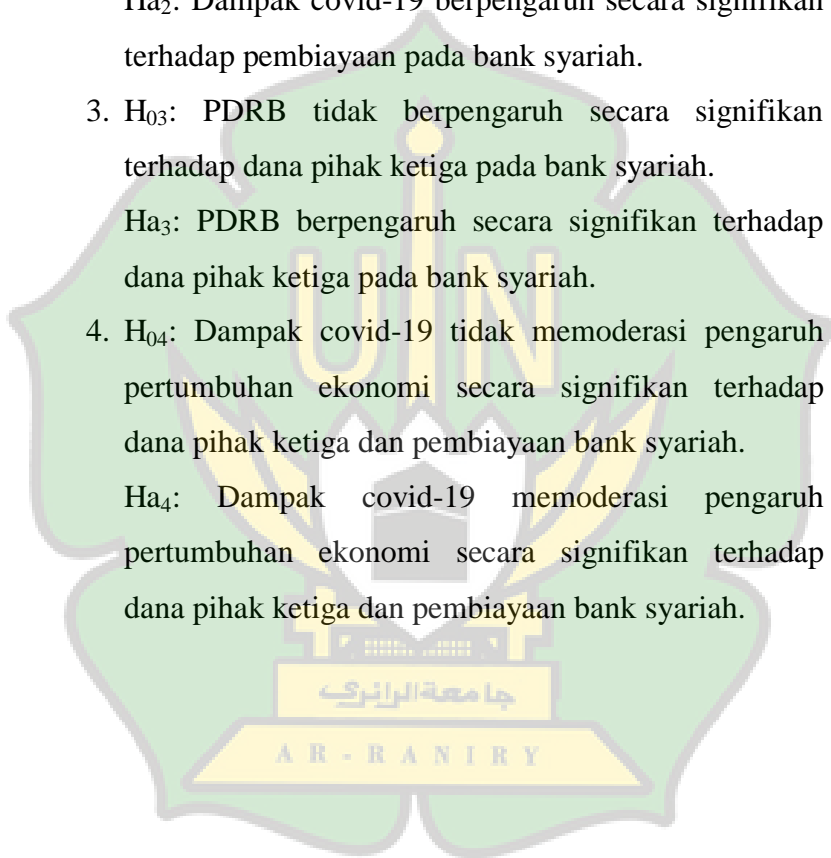 Ha₂: Dampak covid-19 berpengaruh secara signifikan
terhadap pembiayaan pada bank syariah.
3. H₀₃: PDRB tidak berpengaruh secara signifikan
terhadap dana pihak ketiga pada bank syariah.
Ha₃: PDRB berpengaruh secara signifikan terhadap
dana pihak ketiga pada bank syariah.
4. H₀₄: Dampak covid-19 tidak memoderasi pengaruh
pertumbuhan ekonomi secara signifikan terhadap
dana pihak ketiga dan pembiayaan bank syariah.
Ha₄: Dampak covid-19 memoderasi pengaruh
pertumbuhan ekonomi secara signifikan terhadap
dana pihak ketiga dan pembiayaan bank syariah.
UIN
جامعة الرانري
AR-RANIRY